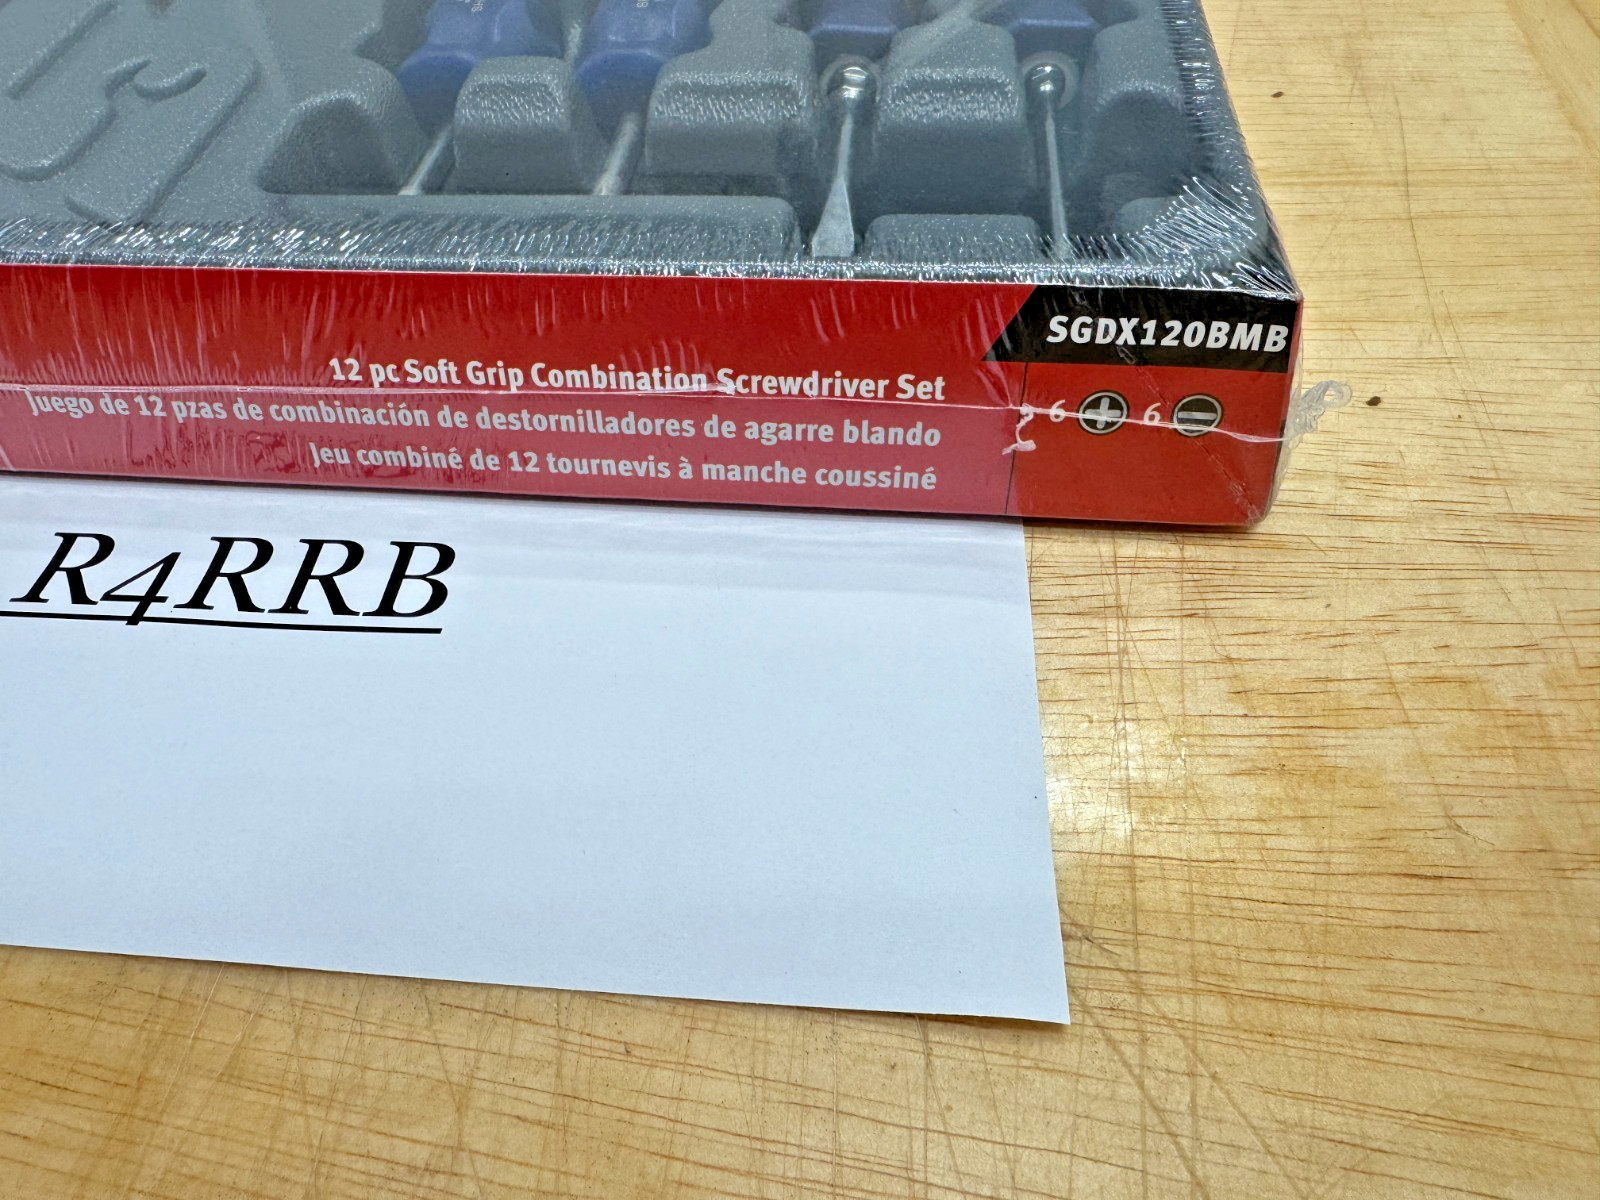 SGDX120BMB
12 pc Soft Grip Combination Screwdriver Set
Juego de 12 pzas de combinación de destornilladores de agarre blando
Jeu combiné de 12 tournevis à manche coussiné
6 + 6 −
R4RRB